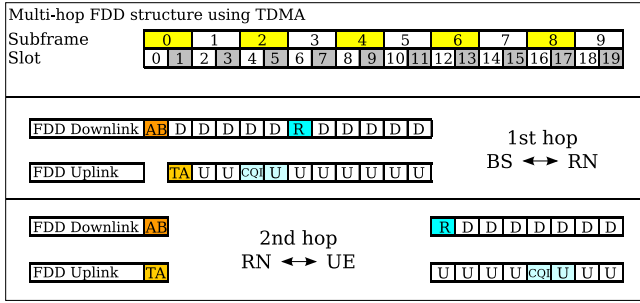 Multi-hop FDD structure using TDMA
Subframe 0 1 2 3 4 5 6 7 8 9
Slot 0 1 2 3 4 5 6 7 8 9 10 11 12 13 14 15 16 17 18 19
FDD Downlink AB D D D D D R D D D D D
1st hop
FDD Uplink TA U U CQI U U U U U U U
BS ↔ RN
FDD Downlink AB R D D D D D D D
2nd hop
RN ↔ UE
FDD Uplink TA U U U U CQI U U U